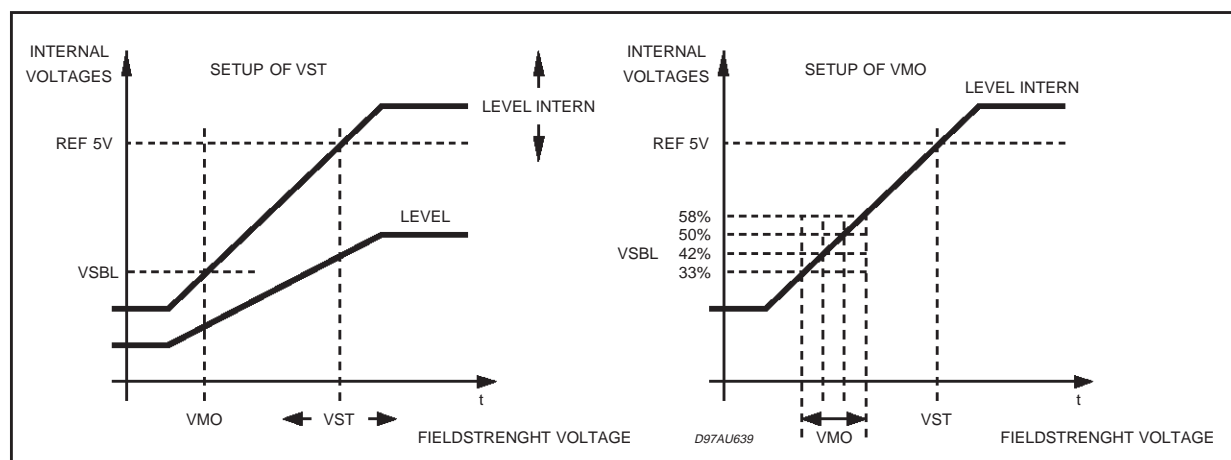 INTERNAL
VOLTAGES
SETUP OF VST
LEVEL INTERN
REF 5V
LEVEL
VSBL
t
VMO
VST
FIELDSTRENGHT VOLTAGE
INTERNAL
VOLTAGES
SETUP OF VMO
LEVEL INTERN
REF 5V
58%
50%
VSBL 42%
33%
t
D97AU639
VMO
VST
FIELDSTRENGHT VOLTAGE